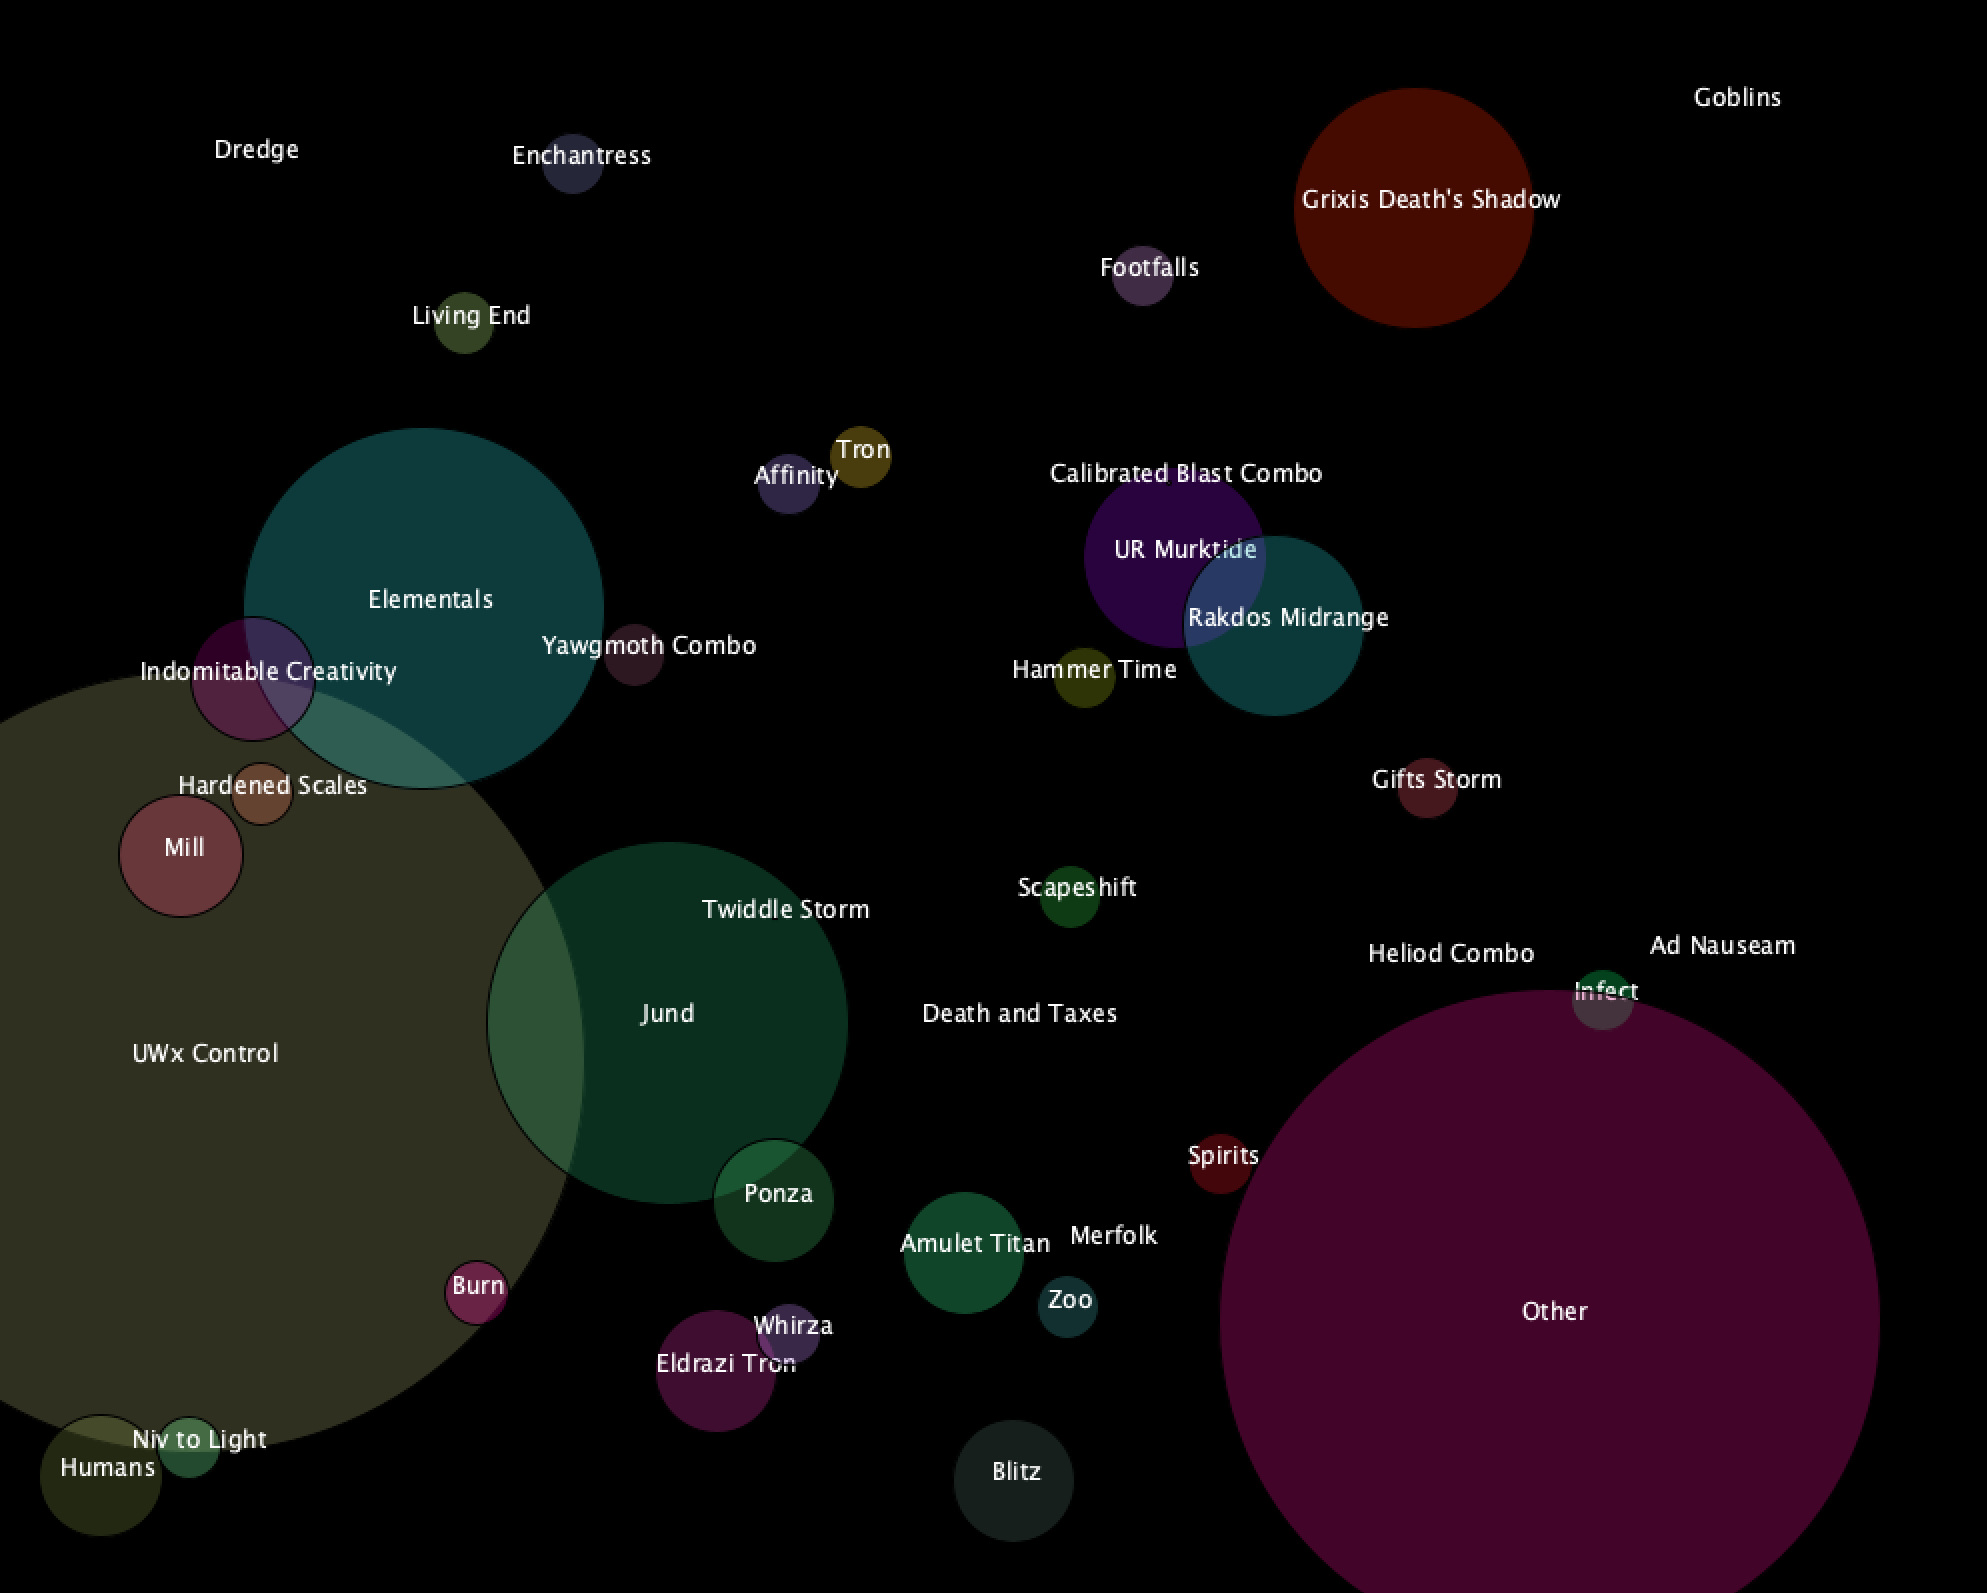 Goblins
Dredge
Enchantress
Grixis Death's Shadow
Footfalls
Living End
Tron
Affinity
Calibrated Blast Combo
UR Murktide
Elementals
Rakdos Midrange
Yawgmoth Combo
Indomitable Creativity
Hammer Time
Hardened Scales
Gifts Storm
Mill
Scapeshift
Twiddle Storm
Ad Nauseam
Heliod Combo
Infect
Jund
Death and Taxes
UWx Control
Spirits
Ponza
Merfolk
Amulet Titan
Burn
Zoo
Other
Whirza
Eldrazi Tron
Niv to Light
Humans
Blitz